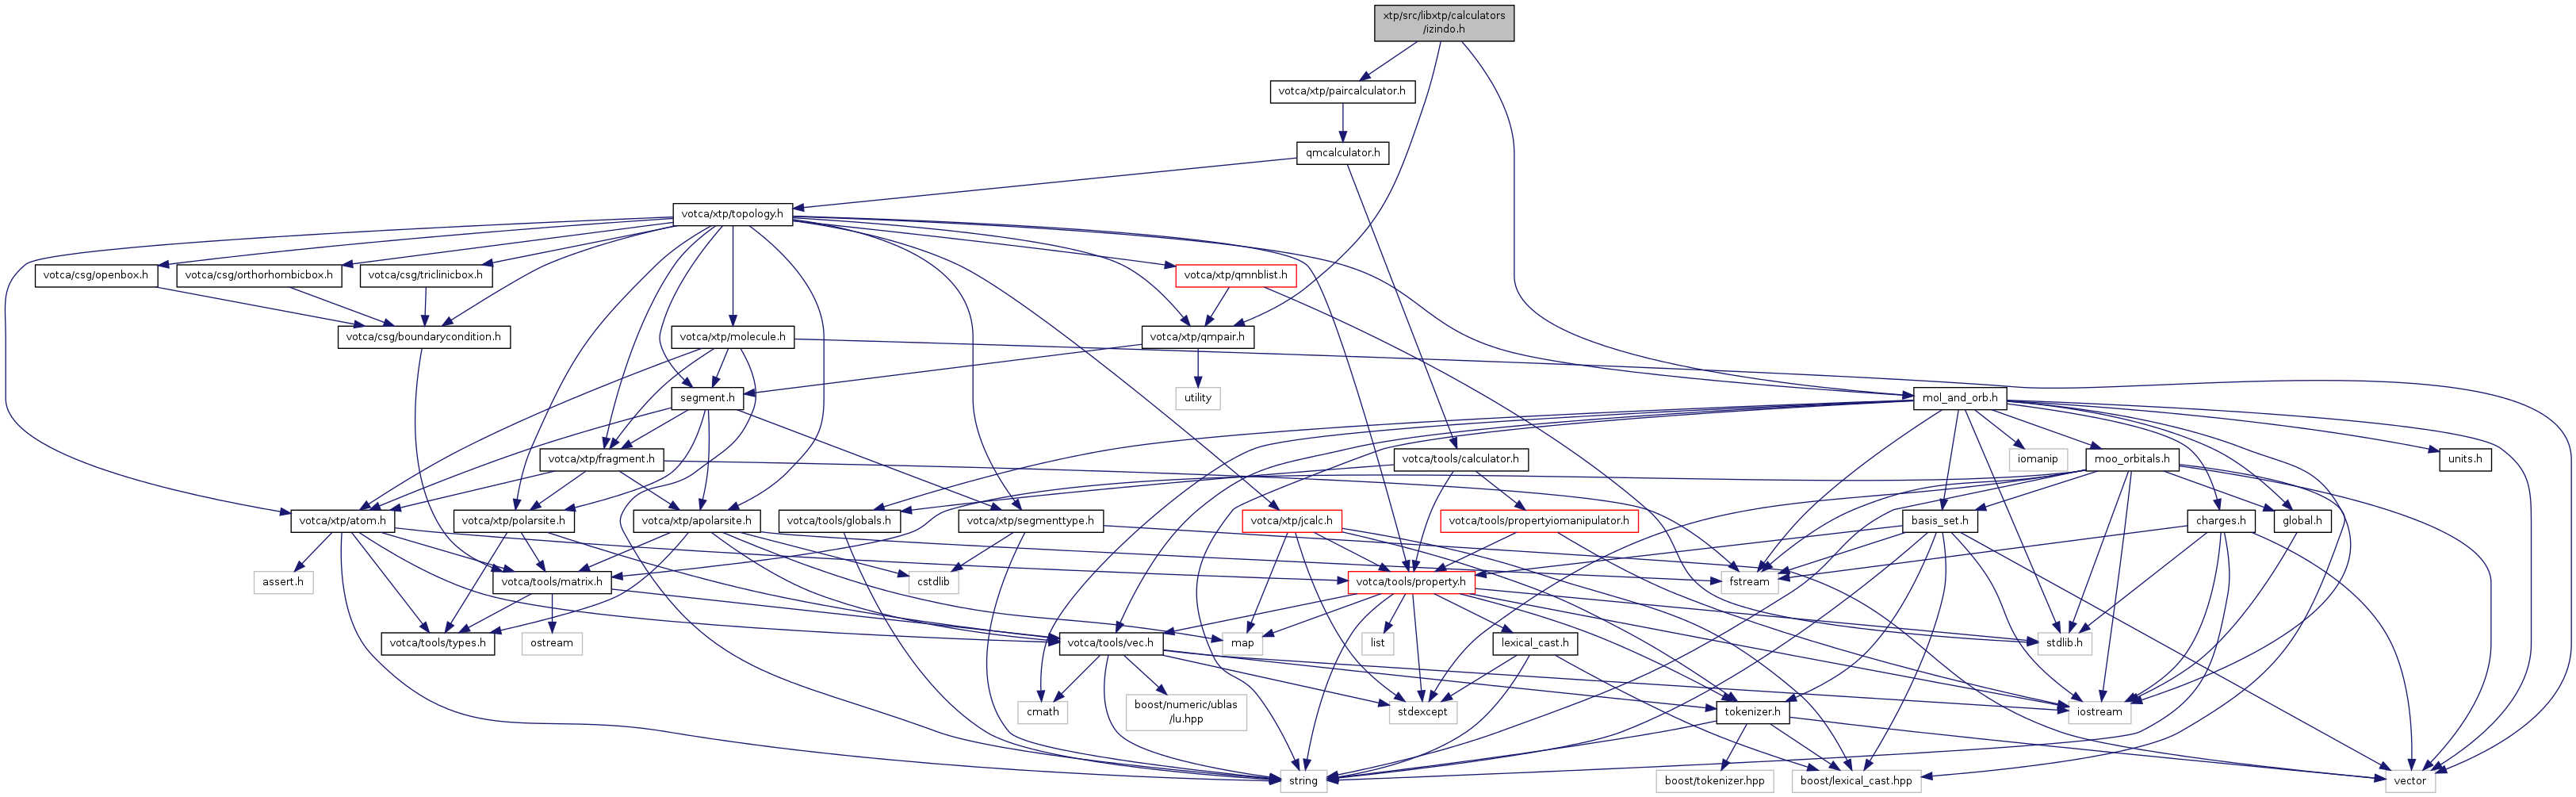 xtp/src/libxtp/calculators
/izindo.h
votca/xtp/paircalculator.h
qmcalculator.h
votca/xtp/topology.h
votca/csg/openbox.h
votca/csg/orthorhombicbox.h
votca/csg/triclinicbox.h
votca/xtp/qmnblist.h
votca/csg/boundarycondition.h
votca/xtp/molecule.h
votca/xtp/qmpair.h
segment.h
utility
mol_and_orb.h
votca/xtp/fragment.h
votca/tools/calculator.h
iomanip
moo_orbitals.h
units.h
votca/xtp/atom.h
votca/xtp/polarsite.h
votca/xtp/apolarsite.h
votca/tools/globals.h
votca/xtp/segmenttype.h
votca/xtp/jcalc.h
votca/tools/propertyiomanipulator.h
basis_set.h
charges.h
global.h
assert.h
votca/tools/matrix.h
cstdlib
votca/tools/property.h
fstream
votca/tools/types.h
ostream
votca/tools/vec.h
map
list
lexical_cast.h
stdlib.h
cmath
boost/numeric/ublas
/lu.hpp
stdexcept
tokenizer.h
iostream
string
boost/tokenizer.hpp
boost/lexical_cast.hpp
vector